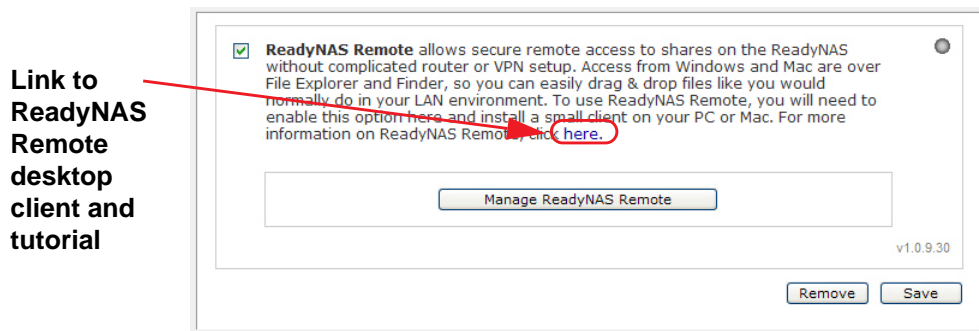 Link to
ReadyNAS
Remote
desktop
client and
tutorial
ReadyNAS Remote allows secure remote access to shares on the ReadyNAS
without complicated router or VPN setup. Access from Windows and Mac are over
File Explorer and Finder, so you can easily drag & drop files like you would
normally do in your LAN environment. To use ReadyNAS Remote, you will need to
enable this option here and install a small client on your PC or Mac. For more
information on ReadyNAS Remote, click here.
Manage ReadyNAS Remote
v1.0.9.30
Remove Save